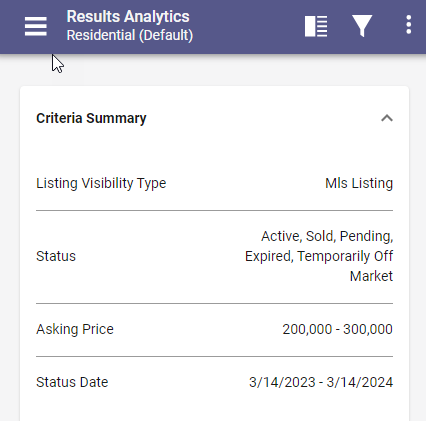 Results Analytics
Residential (Default)
Criteria Summary
Listing Visibility Type Mls Listing
Status Active, Sold, Pending,
Expired, Temporarily Off
Market
Asking Price 200,000 - 300,000
Status Date 3/14/2023 - 3/14/2024